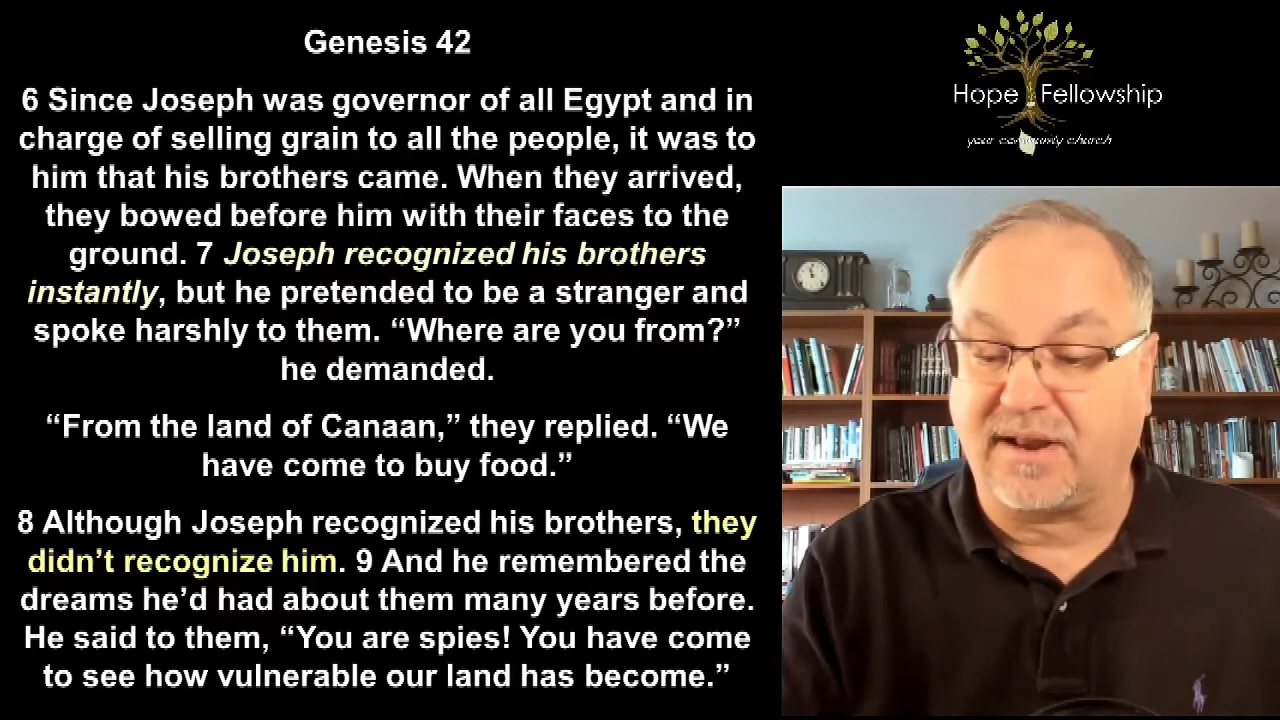 Genesis 42
6 Since Joseph was governor of all Egypt and in
charge of selling grain to all the people, it was to
him that his brothers came. When they arrived,
they bowed before him with their faces to the
ground. 7 Joseph recognized his brothers
instantly, but he pretended to be a stranger and
spoke harshly to them. “Where are you from?”
he demanded.
“From the land of Canaan,” they replied. “We
have come to buy food.”
8 Although Joseph recognized his brothers, they
didn’t recognize him. 9 And he remembered the
dreams he’d had about them many years before.
He said to them, “You are spies! You have come
to see how vulnerable our land has become.”
Hope Fellowship
your community church